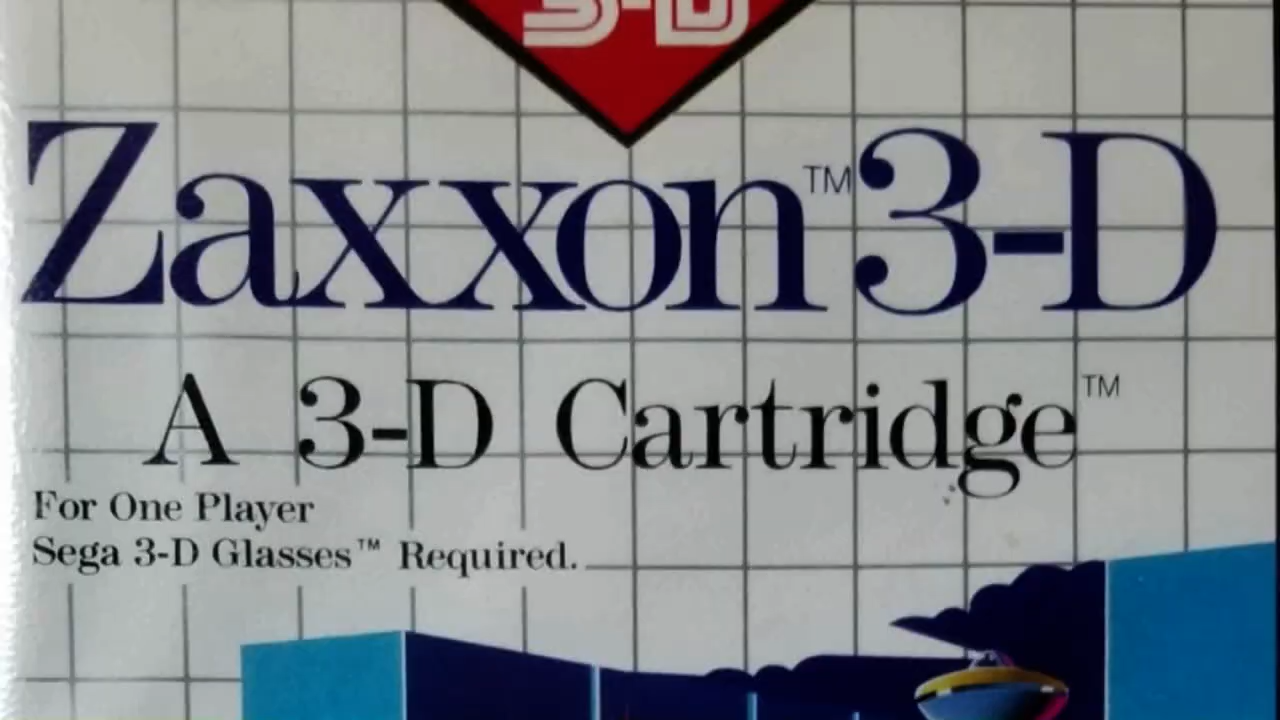 3-D
Zaxxon™ 3-D
A 3-D Cartridge™
For One Player
Sega 3-D Glasses™ Required.